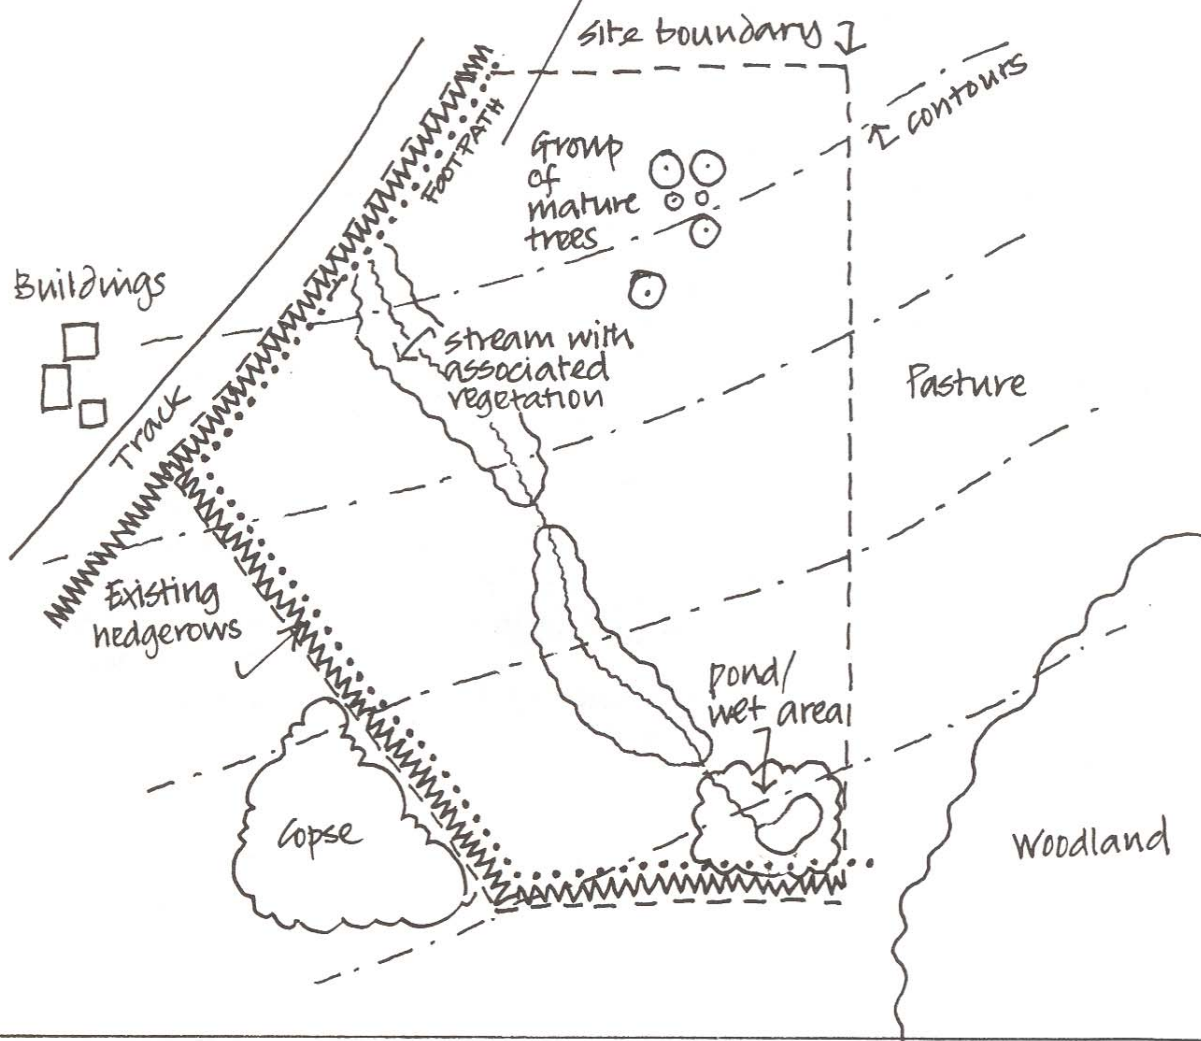 site boundary
contours
FOOTPATH
Group
of
mature
trees
Buildings
stream with
associated
vegetation
Pasture
Track
Existing
hedgerows
pond/
wet area
Copse
Woodland